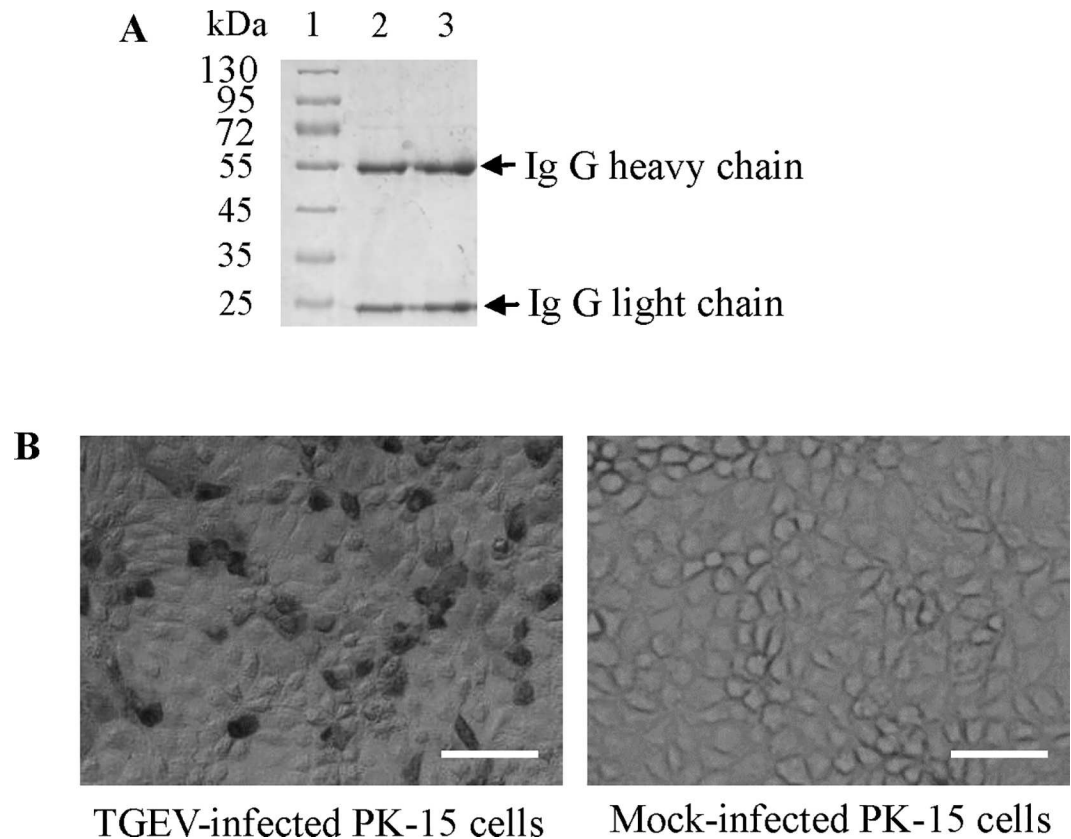 A kDa 1 2 3
130
95
72
55 Ig G heavy chain
45
35
25 Ig G light chain
B
TGEV-infected PK-15 cells Mock-infected PK-15 cells